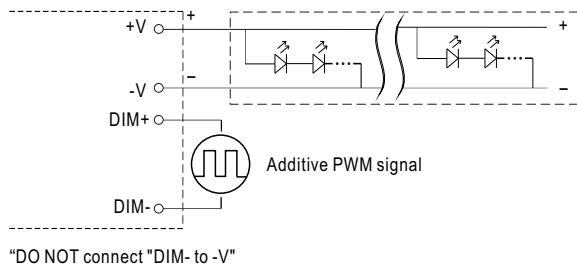 +V
+
-V
−
DIM+
DIM-
+
−
Additive PWM signal
“DO NOT connect "DIM- to -V"